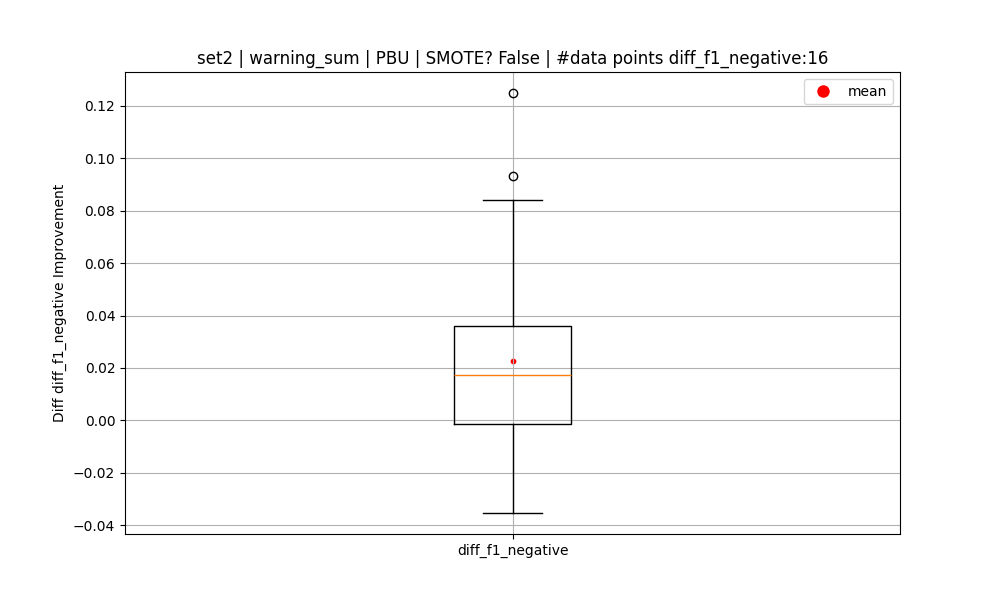 set2 | warning_sum | PBU | SMOTE? False | #data points diff_f1_negative:16
mean
Diff diff_f1_negative Improvement
0.12
0.10
0.08
0.06
0.04
0.02
0.00
−0.02
−0.04
diff_f1_negative